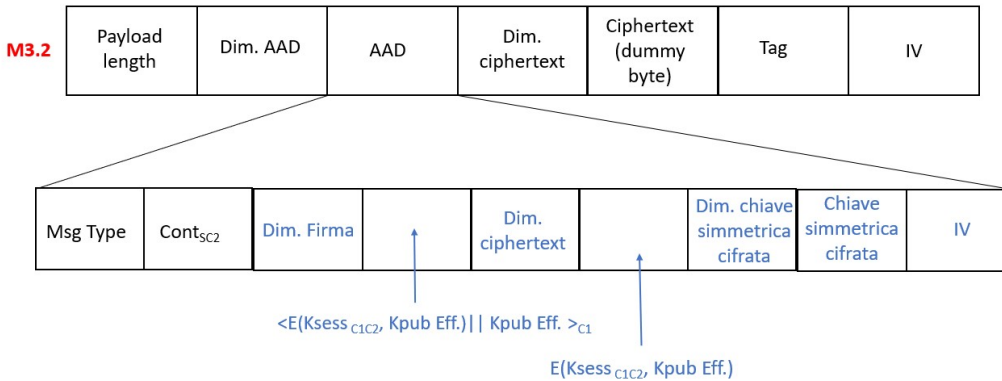 M3.2
Payload
length
Dim. AAD
AAD
Dim.
ciphertext
Ciphertext
(dummy
byte)
Tag
IV
Msg Type
Cont_SC2
Dim. Firma
Dim.
ciphertext
Dim. chiave
simmetrica
cifrata
Chiave
simmetrica
cifrata
IV
<E(Ksess C1C2, Kpub Eff.)|| Kpub Eff. >C1
E(Ksess C1C2, Kpub Eff.)